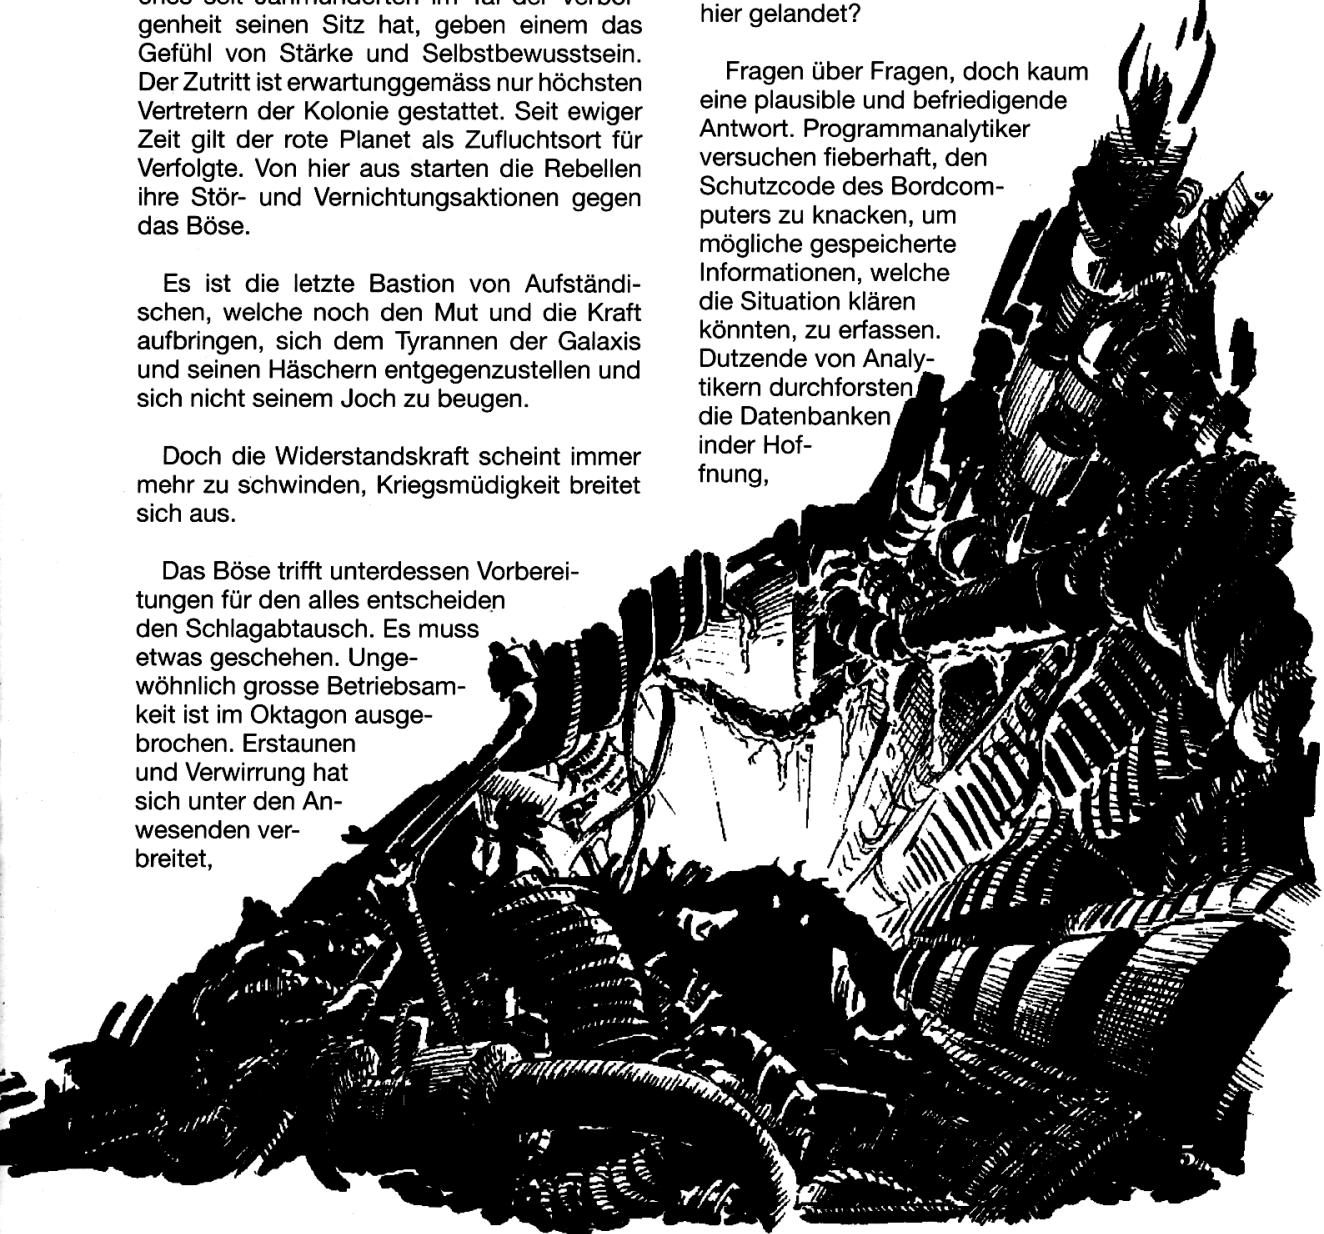 genheit seinen Sitz hat, geben einem das
Gefühl von Stärke und Selbstbewusstsein.
Der Zutritt ist erwartunggemäss nur höchsten
Vertretern der Kolonie gestattet. Seit ewiger
Zeit gilt der rote Planet als Zufluchtsort für
Verfolgte. Von hier aus starten die Rebellen
ihre Stör- und Vernichtungsaktionen gegen
das Böse.
Es ist die letzte Bastion von Aufständi-
schen, welche noch den Mut und die Kraft
aufbringen, sich dem Tyrannen der Galaxis
und seinen Häschern entgegenzustellen und
sich nicht seinem Joch zu beugen.
Doch die Widerstandskraft scheint immer
mehr zu schwinden, Kriegsmüdigkeit breitet
sich aus.
Das Böse trifft unterdessen Vorberei-
tungen für den alles entscheiden
den Schlagabtausch. Es muss
etwas geschehen. Unge-
wöhnlich grosse Betriebsam-
keit ist im Oktagon ausge-
brochen. Erstaunen
und Verwirrung hat
sich unter den An-
wesenden ver-
breitet,
hier gelandet?
Fragen über Fragen, doch kaum
eine plausible und befriedigende
Antwort. Programmanalytiker
versuchen fieberhaft, den
Schutzcode des Bordcom-
puters zu knacken, um
mögliche gespeicherte
Informationen, welche
die Situation klären
könnten, zu erfassen.
Dutzende von Analy-
tikern durchforsten
die Datenbanken
inder Hof-
fnung,